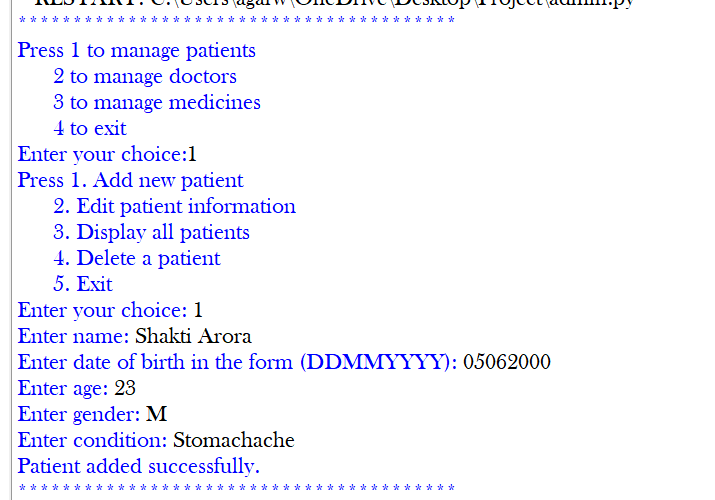 RESTART: C:\Users\agarw\OneDrive\Desktop\Project\admin.py
****************************************
Press 1 to manage patients
2 to manage doctors
3 to manage medicines
4 to exit
Enter your choice:1
Press 1. Add new patient
2. Edit patient information
3. Display all patients
4. Delete a patient
5. Exit
Enter your choice: 1
Enter name: Shakti Arora
Enter date of birth in the form (DDMMYYYY): 05062000
Enter age: 23
Enter gender: M
Enter condition: Stomachache
Patient added successfully.
****************************************